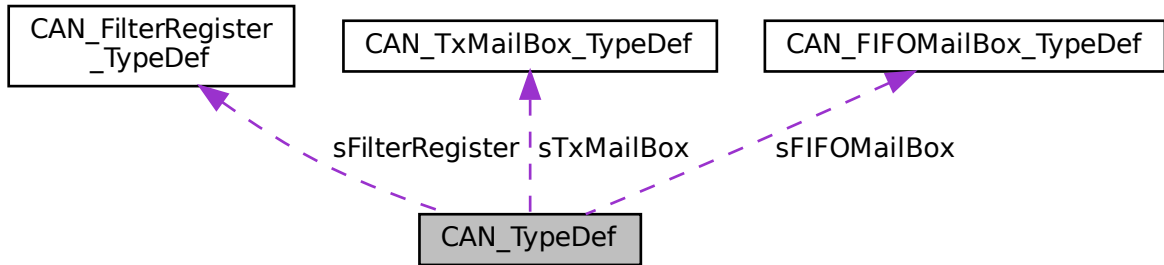 CAN_FilterRegister
_TypeDef
CAN_TxMailBox_TypeDef
CAN_FIFOMailBox_TypeDef
sFilterRegister
sTxMailBox
sFIFOMailBox
CAN_TypeDef